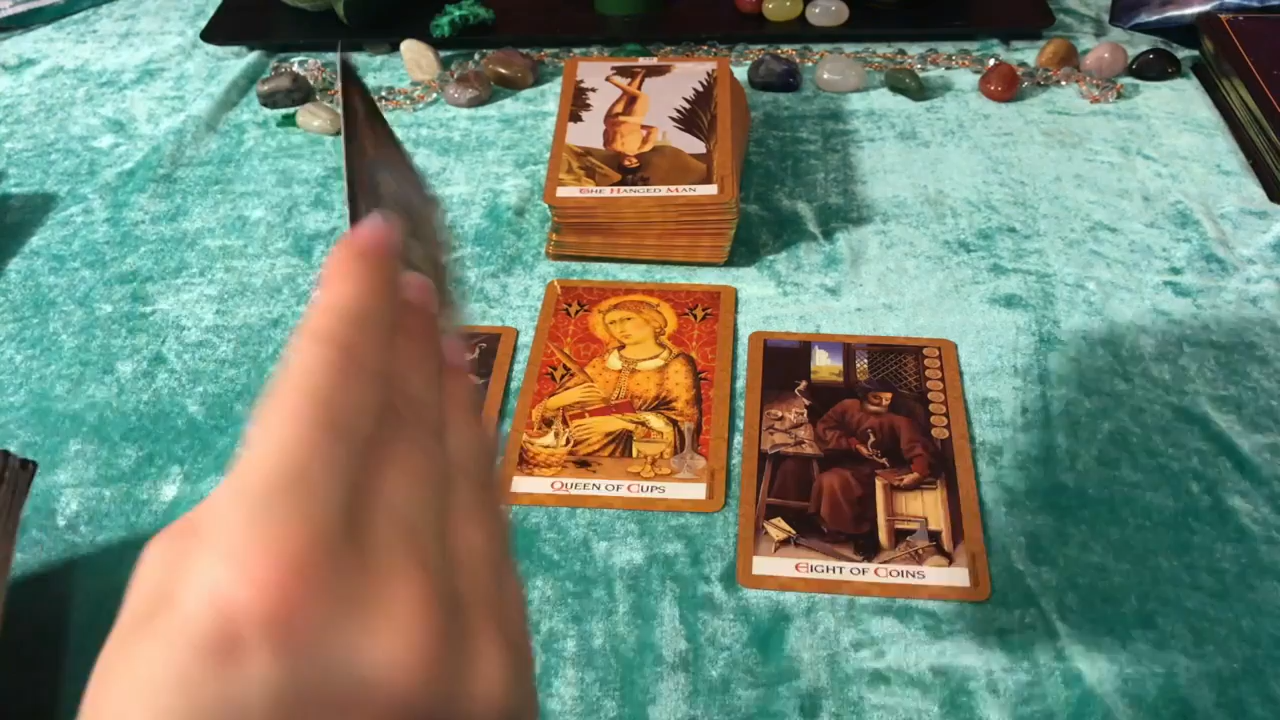 THE HANGED MAN
QUEEN OF CUPS
EIGHT OF COINS